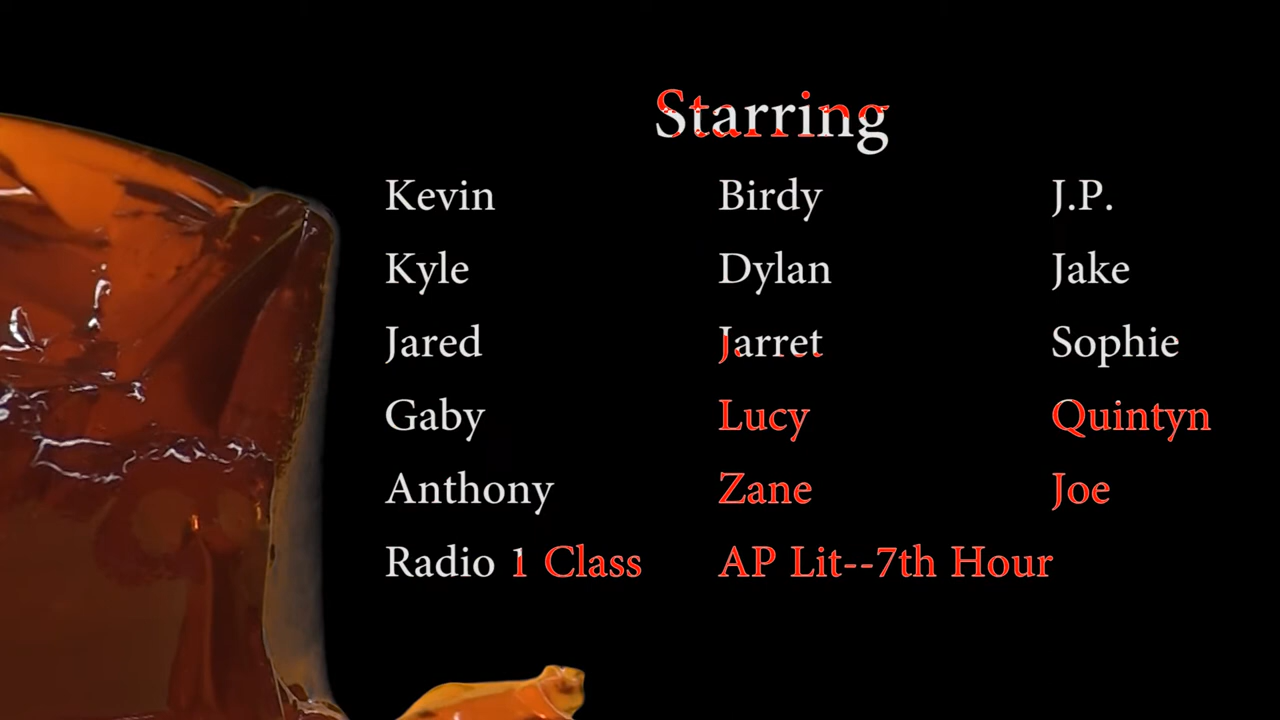 Starring
Kevin Birdy J.P.
Kyle Dylan Jake
Jared Jarret Sophie
Gaby Lucy Quintyn
Anthony Zane Joe
Radio 1 Class AP Lit--7th Hour